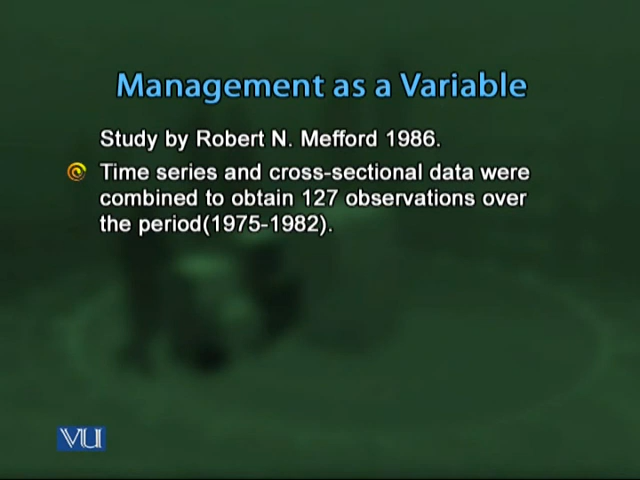 Management as a Variable
Study by Robert N. Mefford 1986.
Time series and cross-sectional data were
combined to obtain 127 observations over
the period(1975-1982).
VU